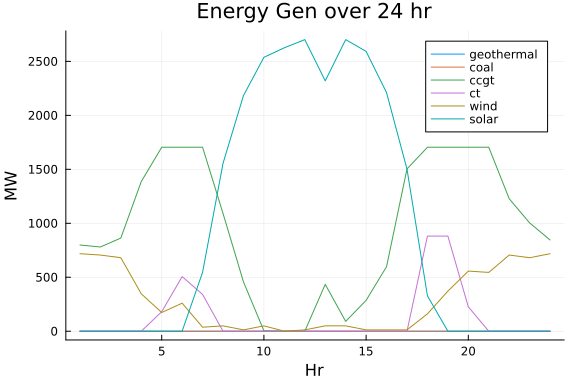 Energy Gen over 24 hr
geothermal
coal
ccgt
ct
wind
solar
MW
2500
2000
1500
1000
500
0
5
10
15
20
Hr